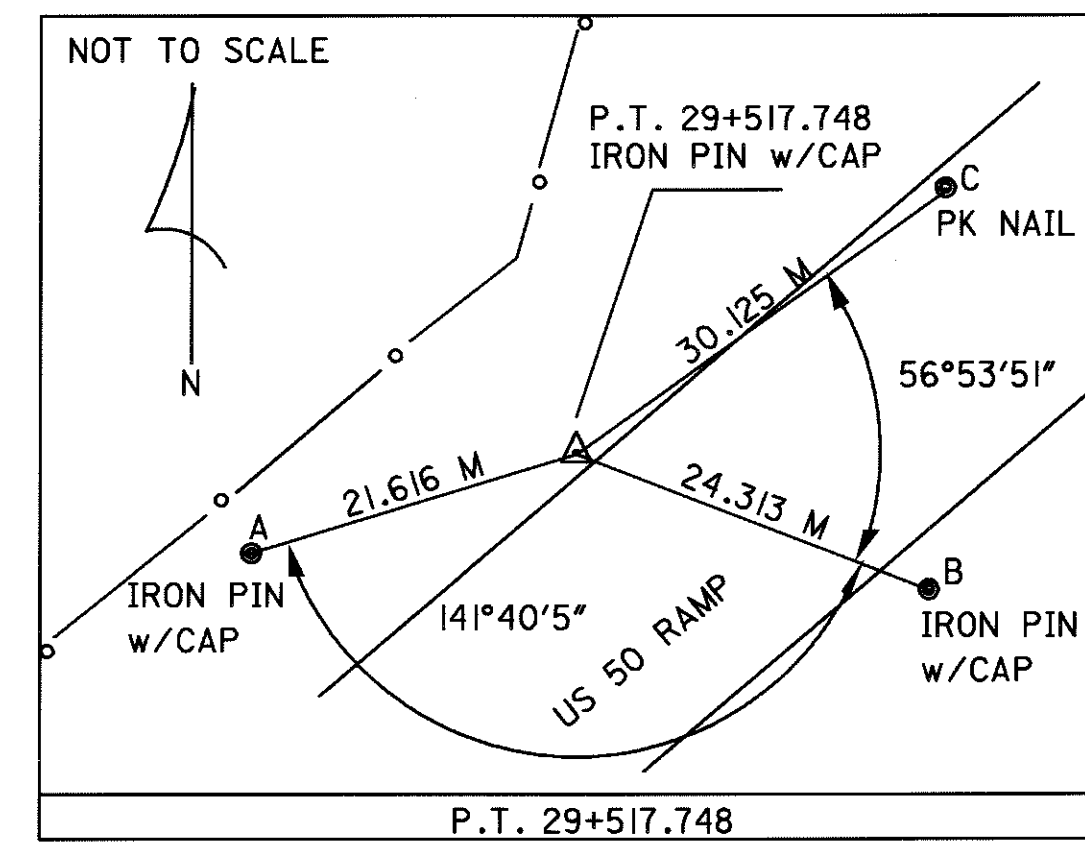 NOT TO SCALE
P.T. 29+517.748
IRON PIN w/CAP
C
PK NAIL
30.125 M
N
56°53'51"
21.616 M
24.313 M
A
IRON PIN
w/CAP
141°40'5"
US 50 RAMP
B
IRON PIN
w/CAP
P.T. 29+517.748